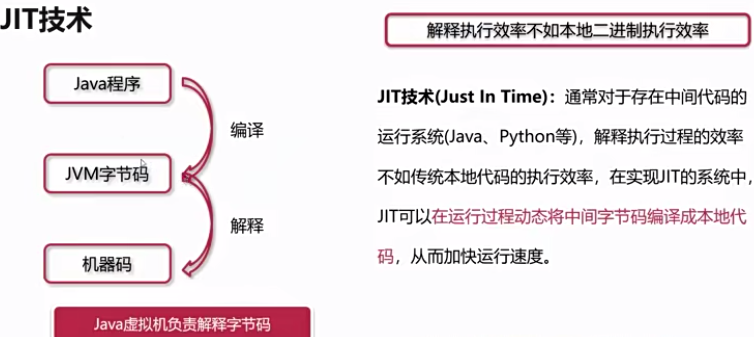 JIT技术
Java程序
编译
JVM字节码
解释
机器码
Java虚拟机负责解释字节码
解释执行效率不如本地二进制执行效率
JIT技术(Just In Time)：通常对于存在中间代码的
运行系统(Java、Python等)，解释执行过程的效率
不如传统本地代码的执行效率，在实现JIT的系统中，
JIT可以在运行过程动态将中间字节码编译成本地代
码，从而加快运行速度。